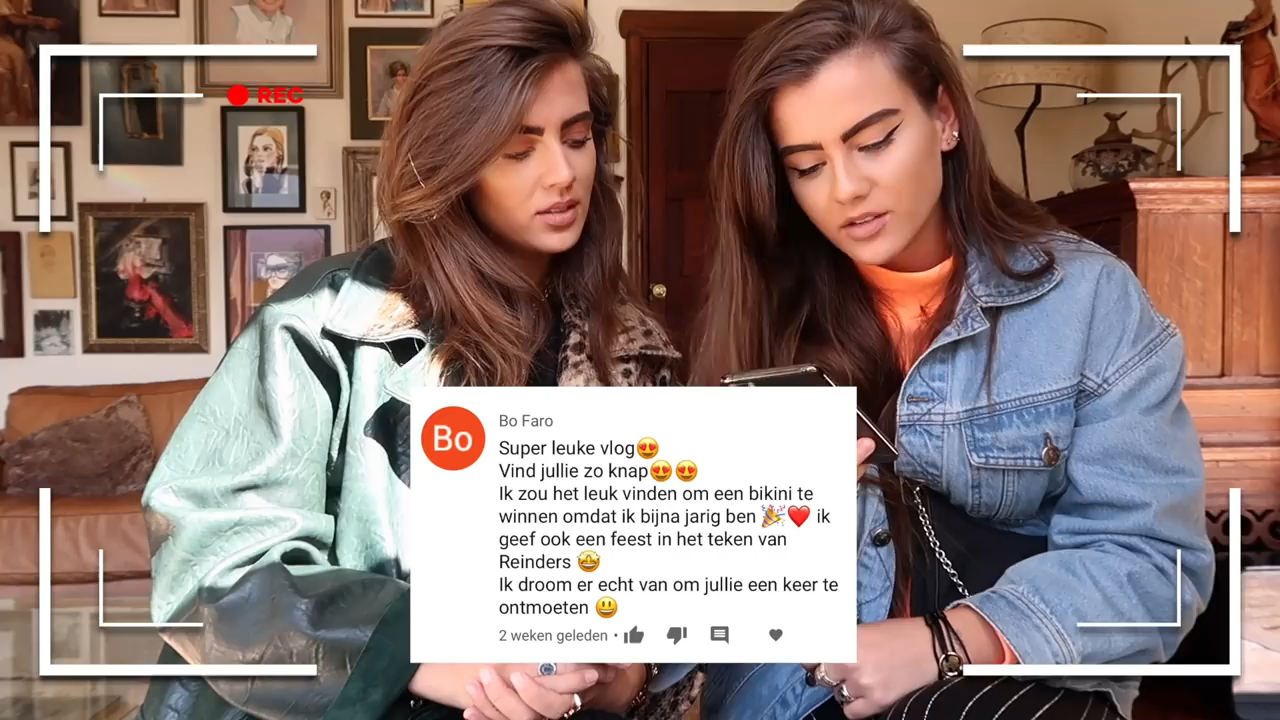 REC
Bo
Bo Faro
Super leuke vlog😍
Vind jullie zo knap😍😍
Ik zou het leuk vinden om een bikini te
winnen omdat ik bijna jarig ben 🎉❤️ ik
geef ook een feest in het teken van
Reinders 🤩
Ik droom er echt van om jullie een keer te
ontmoeten 😃
2 weken geleden •